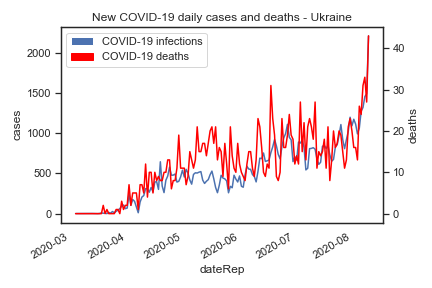 New COVID-19 daily cases and deaths - Ukraine
COVID-19 infections
COVID-19 deaths
2000
1500
1000
500
0
cases
40
30
20
10
0
deaths
2020-03
2020-04
2020-05
2020-06
2020-07
2020-08
dateRep